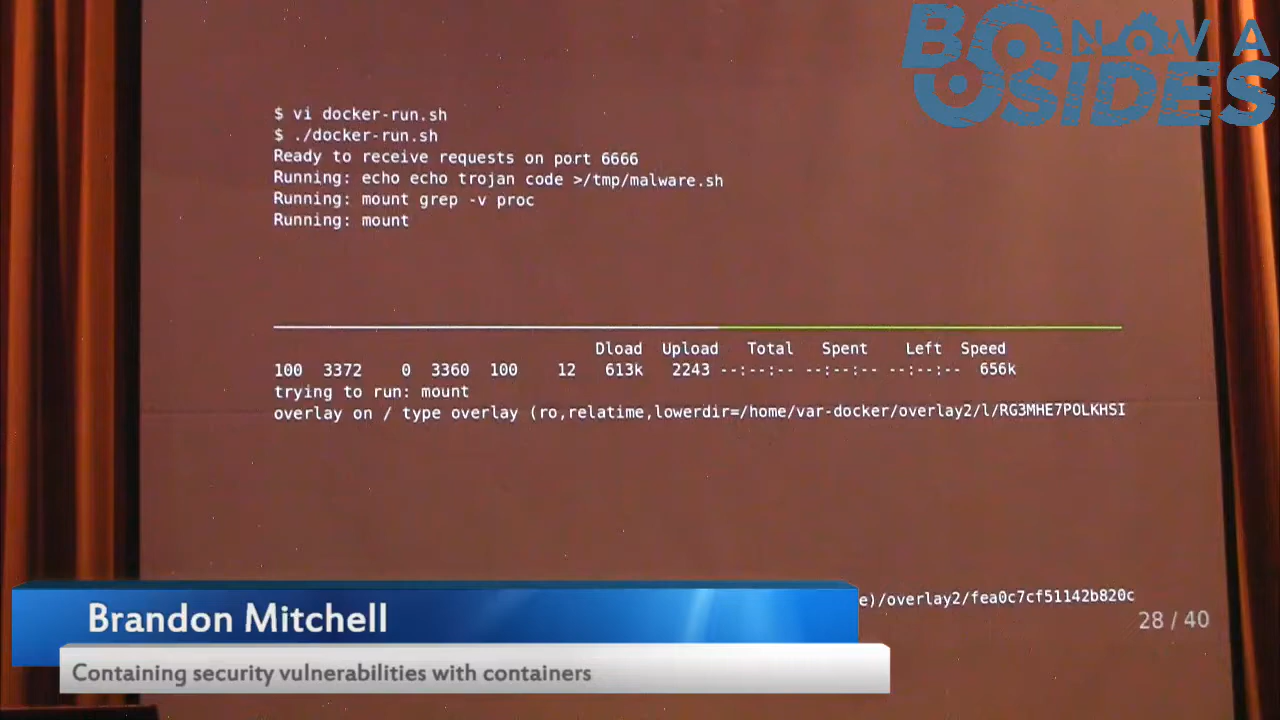 BSIDES
NOVA
$ vi docker-run.sh
$ ./docker-run.sh
Ready to receive requests on port 6666
Running: echo echo trojan code >/tmp/malware.sh
Running: mount grep -v proc
Running: mount
Dload Upload Total Spent Left Speed
100 3372 0 3360 100 12 613k 2243 --:--:-- --:--:-- --:--:-- 656k
trying to run: mount
overlay on / type overlay (ro,relatime,lowerdir=/home/var-docker/overlay2/l/RG3MHE7POLKHSI
e)/overlay2/fea0c7cf51142b820c
28 / 40
Brandon Mitchell
Containing security vulnerabilities with containers